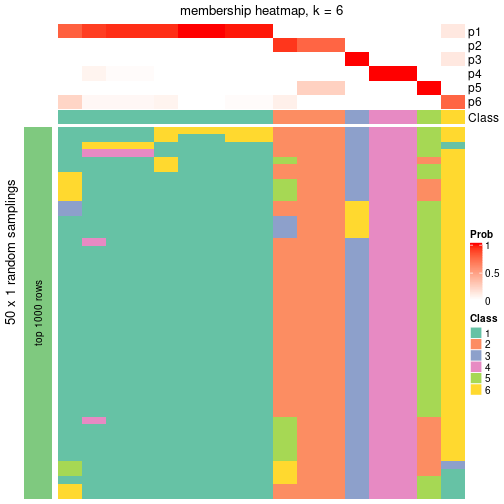 membership heatmap, k = 6
p1
p2
p3
p4
p5
p6
Class
50 x 1 random samplings
top 1000 rows
Prob
1
0.5
0
Class
1
2
3
4
5
6